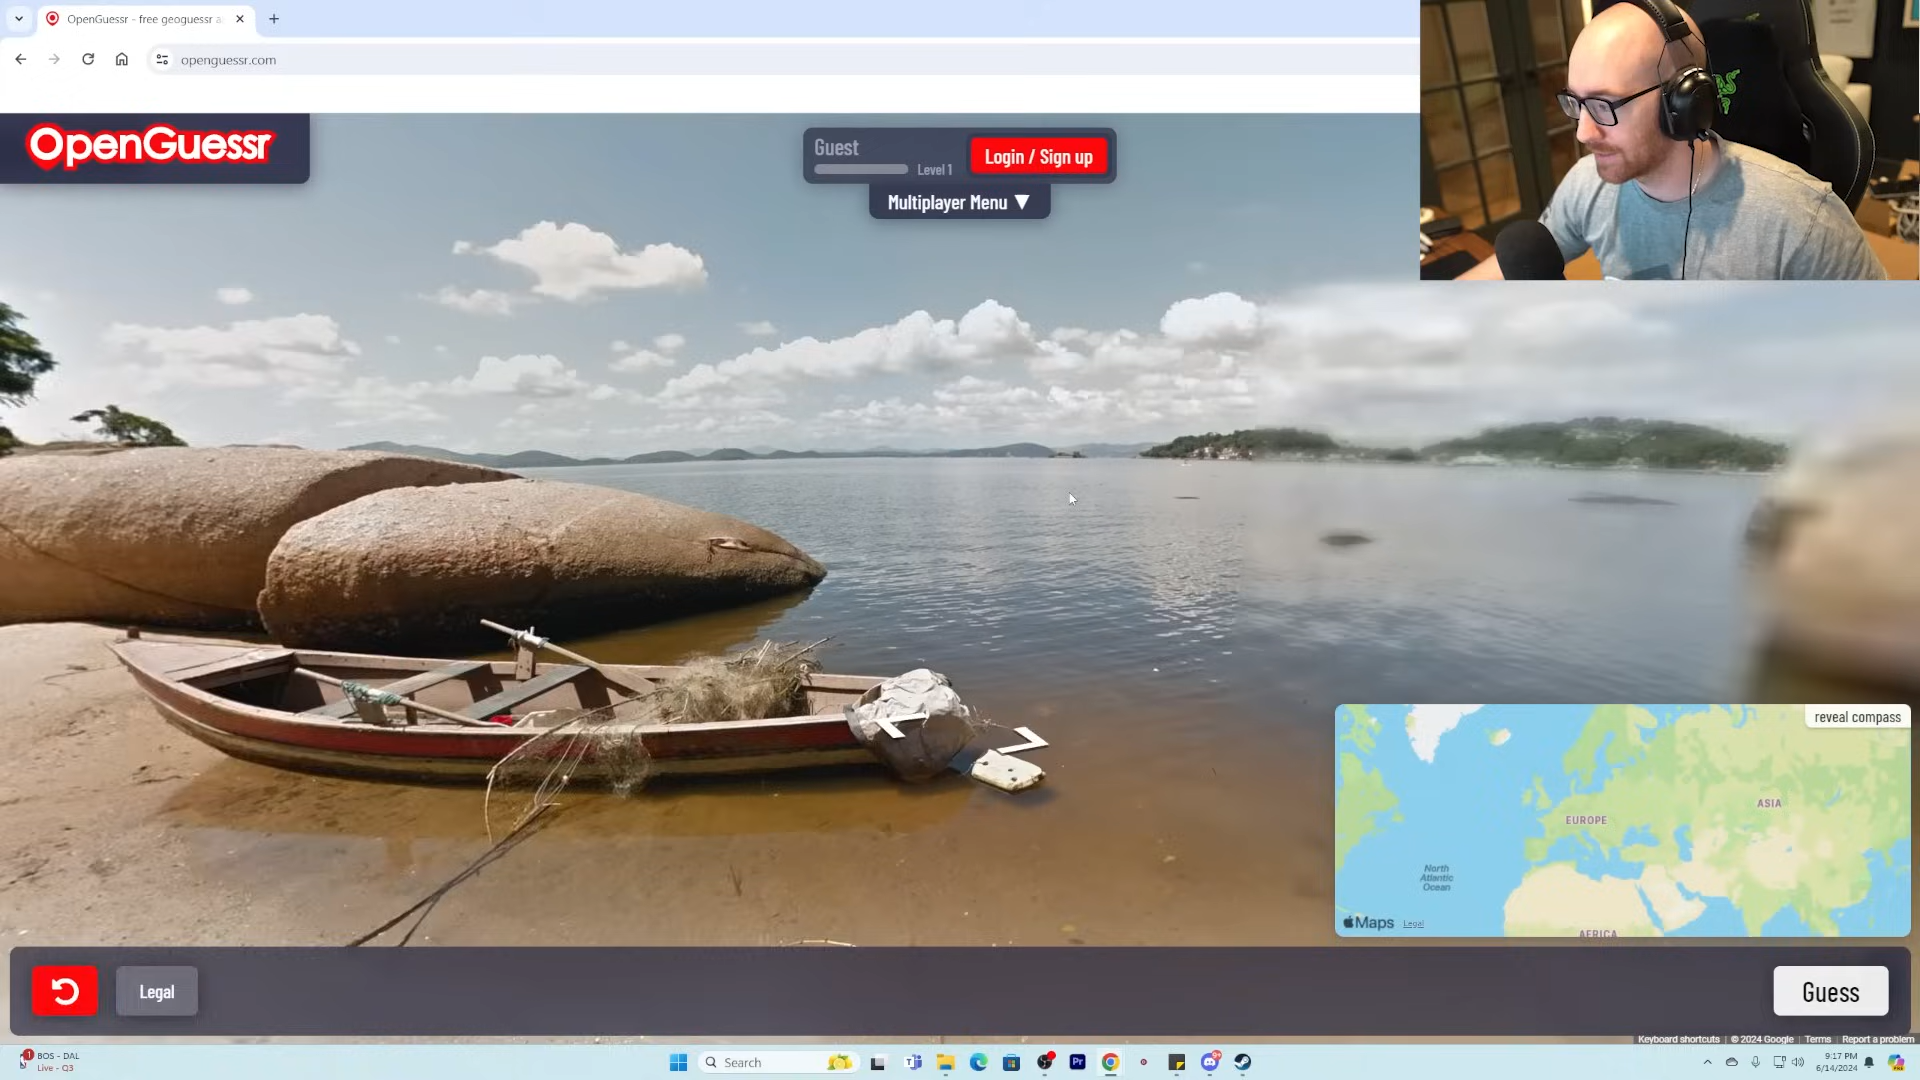 OpenGuessr - free geoguessr a
openguessr.com
OpenGuessr
Guest
Level 1
Login / Sign up
Multiplayer Menu ▼
reveal compass
ASIA
EUROPE
North
Atlantic
Ocean
AFRICA
Maps
Legal
Legal
Guess
Keyboard shortcuts
© 2024 Google
Terms
Report a problem
1
BOS - DAL
Live - Q3
Search
Pr
9:17 PM
6/14/2024